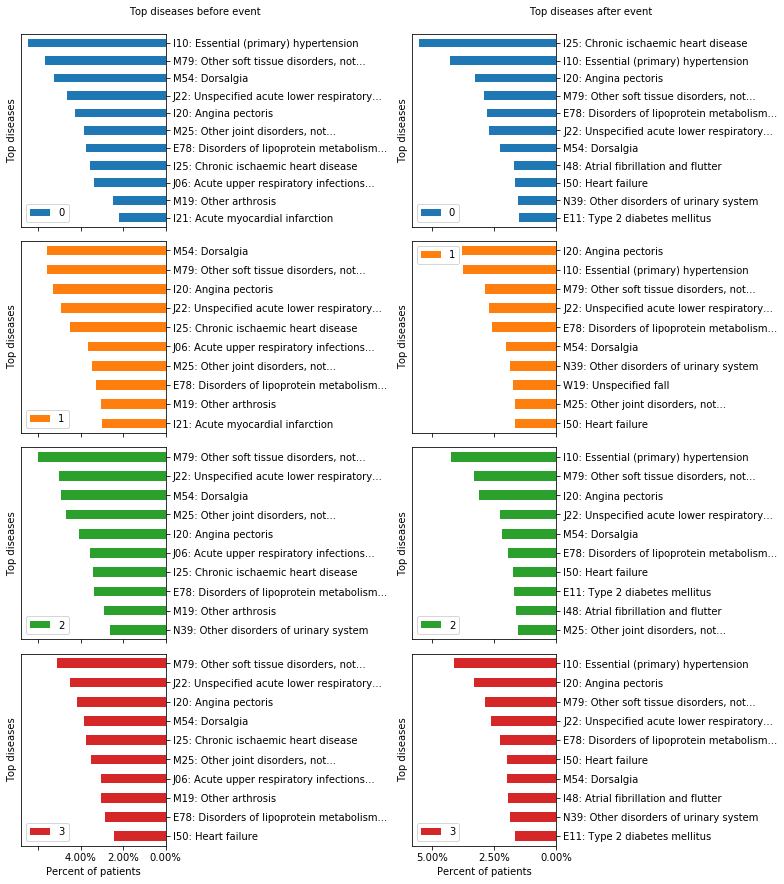 Top diseases before event
Top diseases
I10: Essential (primary) hypertension
M79: Other soft tissue disorders, not...
M54: Dorsalgia
J22: Unspecified acute lower respiratory...
I20: Angina pectoris
M25: Other joint disorders, not...
E78: Disorders of lipoprotein metabolism...
I25: Chronic ischaemic heart disease
J06: Acute upper respiratory infections...
M19: Other arthrosis
I21: Acute myocardial infarction
0
Top diseases
M54: Dorsalgia
M79: Other soft tissue disorders, not...
I20: Angina pectoris
J22: Unspecified acute lower respiratory...
I25: Chronic ischaemic heart disease
J06: Acute upper respiratory infections...
M25: Other joint disorders, not...
E78: Disorders of lipoprotein metabolism...
M19: Other arthrosis
I21: Acute myocardial infarction
1
Top diseases
M79: Other soft tissue disorders, not...
J22: Unspecified acute lower respiratory...
M54: Dorsalgia
M25: Other joint disorders, not...
I20: Angina pectoris
J06: Acute upper respiratory infections...
I25: Chronic ischaemic heart disease
E78: Disorders of lipoprotein metabolism...
M19: Other arthrosis
N39: Other disorders of urinary system
2
Top diseases
M79: Other soft tissue disorders, not...
J22: Unspecified acute lower respiratory...
I20: Angina pectoris
M54: Dorsalgia
I25: Chronic ischaemic heart disease
M25: Other joint disorders, not...
J06: Acute upper respiratory infections...
M19: Other arthrosis
E78: Disorders of lipoprotein metabolism...
I50: Heart failure
3
4.00% 2.00% 0.00%
Percent of patients
Top diseases after event
Top diseases
I25: Chronic ischaemic heart disease
I10: Essential (primary) hypertension
I20: Angina pectoris
M79: Other soft tissue disorders, not...
E78: Disorders of lipoprotein metabolism...
J22: Unspecified acute lower respiratory...
M54: Dorsalgia
I48: Atrial fibrillation and flutter
I50: Heart failure
N39: Other disorders of urinary system
E11: Type 2 diabetes mellitus
0
Top diseases
1
I20: Angina pectoris
I10: Essential (primary) hypertension
M79: Other soft tissue disorders, not...
J22: Unspecified acute lower respiratory...
E78: Disorders of lipoprotein metabolism...
M54: Dorsalgia
N39: Other disorders of urinary system
W19: Unspecified fall
M25: Other joint disorders, not...
I50: Heart failure
Top diseases
I10: Essential (primary) hypertension
M79: Other soft tissue disorders, not...
I20: Angina pectoris
J22: Unspecified acute lower respiratory...
M54: Dorsalgia
E78: Disorders of lipoprotein metabolism...
I50: Heart failure
E11: Type 2 diabetes mellitus
I48: Atrial fibrillation and flutter
M25: Other joint disorders, not...
2
Top diseases
I10: Essential (primary) hypertension
I20: Angina pectoris
M79: Other soft tissue disorders, not...
J22: Unspecified acute lower respiratory...
E78: Disorders of lipoprotein metabolism...
I50: Heart failure
M54: Dorsalgia
I48: Atrial fibrillation and flutter
N39: Other disorders of urinary system
E11: Type 2 diabetes mellitus
3
5.00% 2.50% 0.00%
Percent of patients